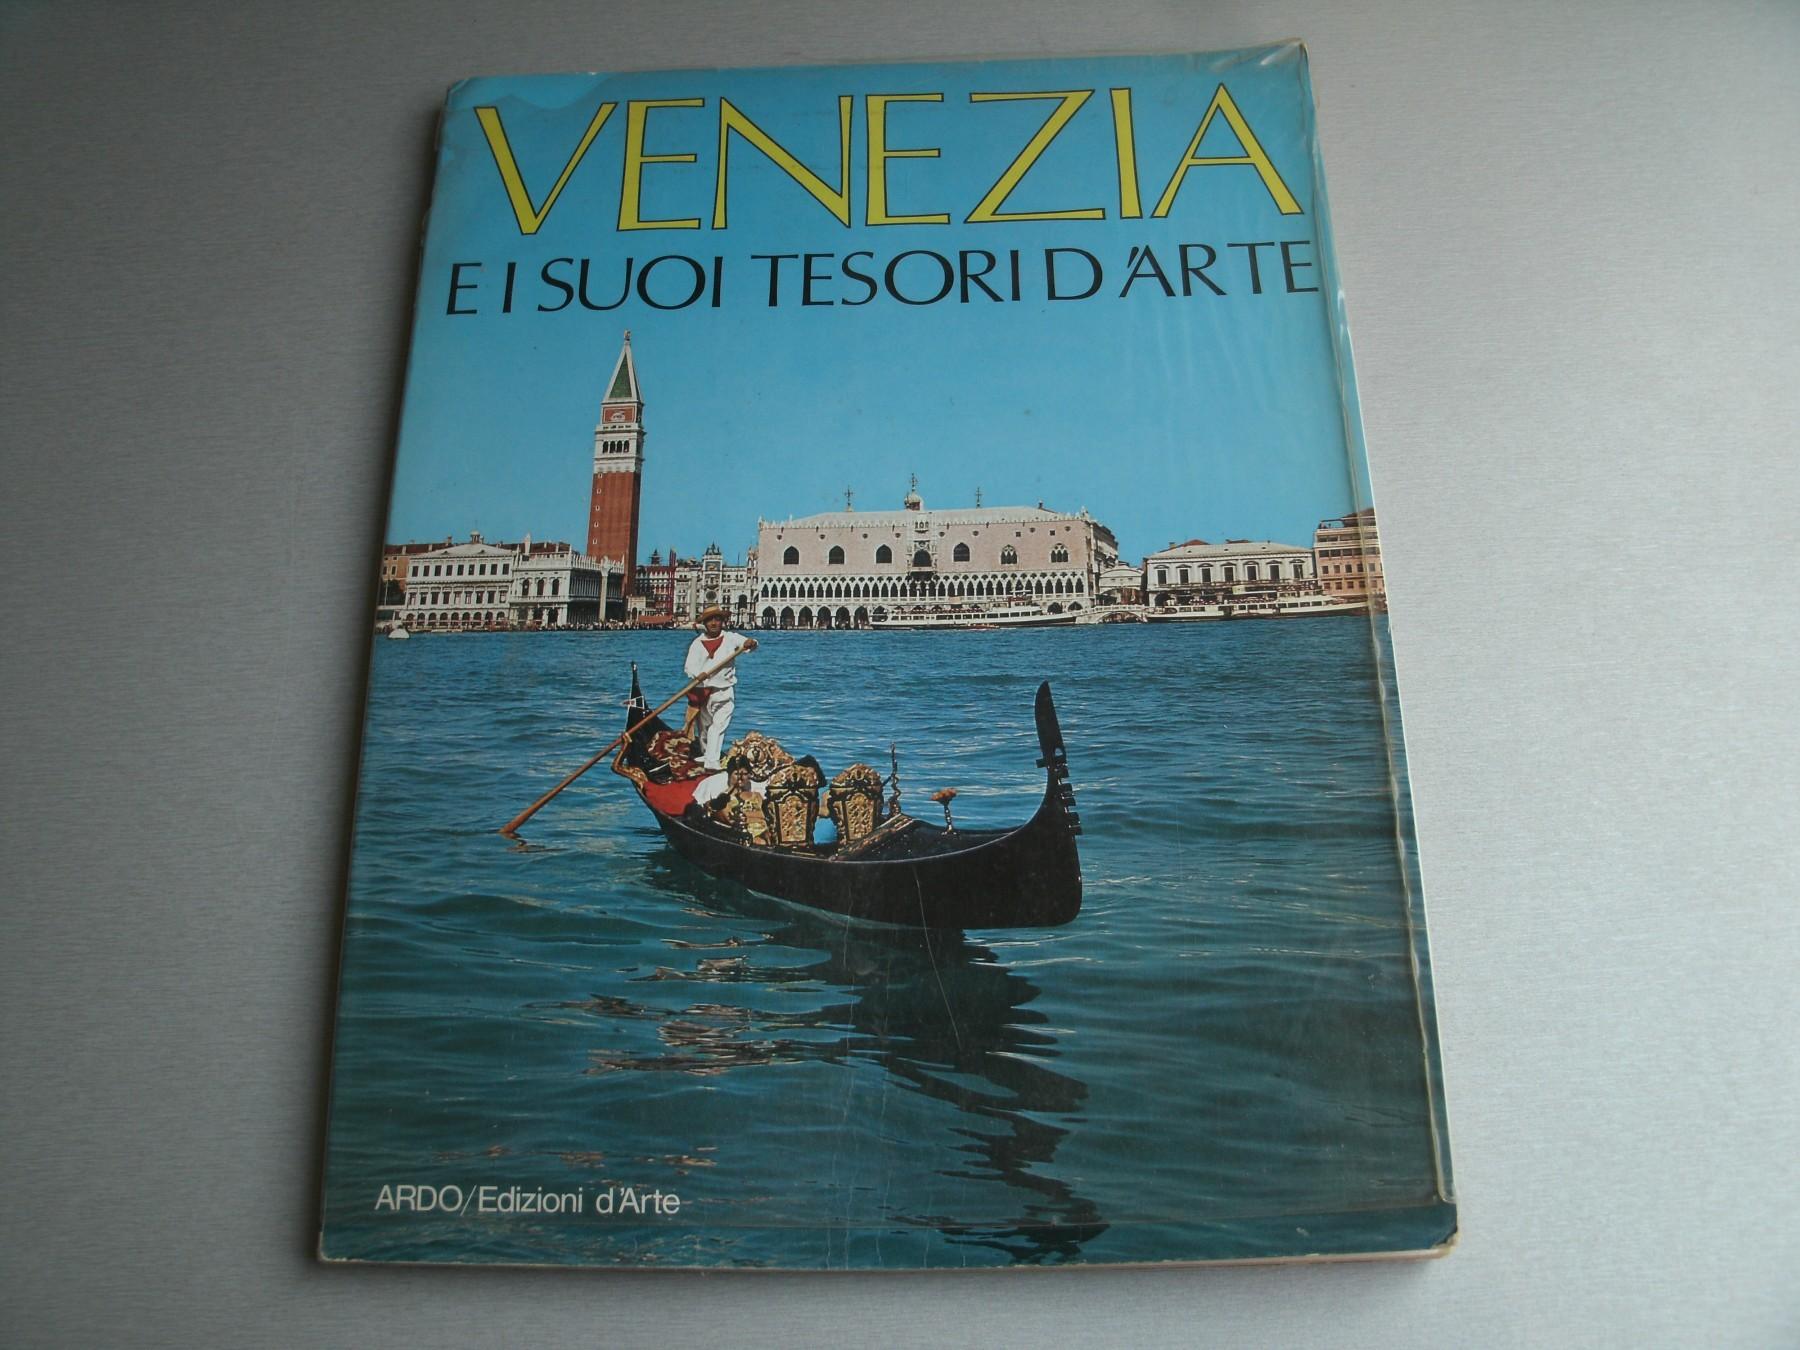 VENEZIA
E I SUOI TESORI D'ARTE
ARDO/Edizioni d'Arte